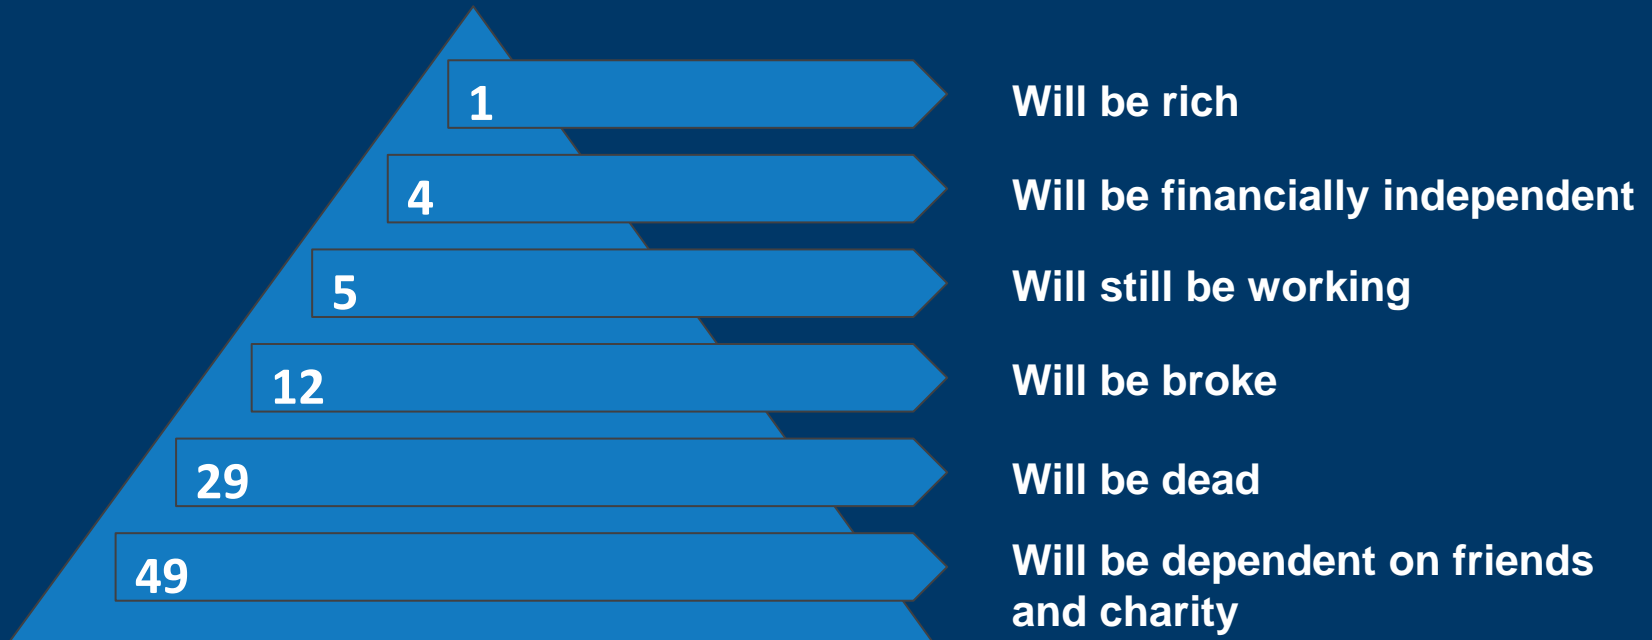 1
Will be rich
4
Will be financially independent
5
Will still be working
12
Will be broke
29
Will be dead
49
Will be dependent on friends
and charity